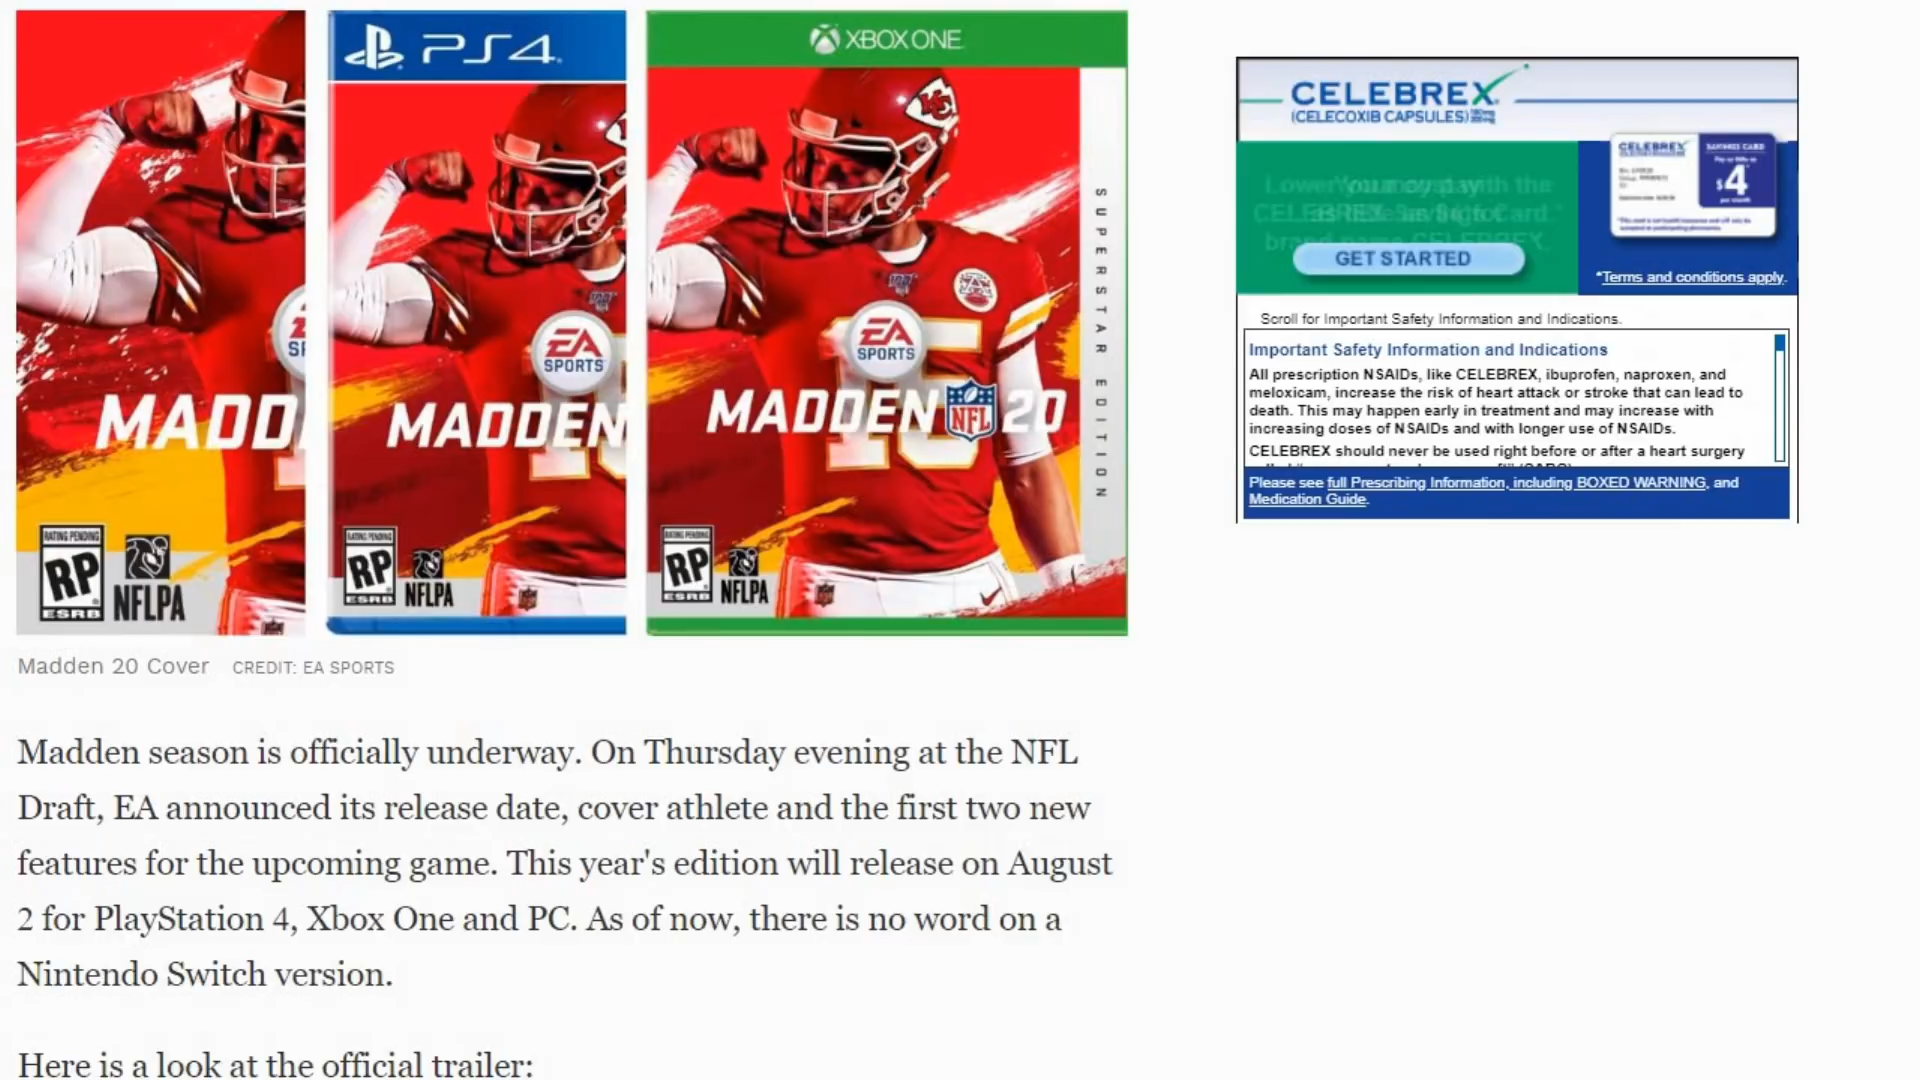 PS4
XBOX ONE
SUPERSTAR EDITION
EA
SPORTS
EA
SPORTS
MADD
MADDEN
MADDEN NFL 20
RATING PENDING
RP
ESRB
NFLPA
RATING PENDING
RP
ESRB
NFLPA
RATING PENDING
RP
ESRB
NFLPA
Madden 20 Cover CREDIT: EA SPORTS
Madden season is officially underway. On Thursday evening at the NFL
Draft, EA announced its release date, cover athlete and the first two new
features for the upcoming game. This year's edition will release on August
2 for PlayStation 4, Xbox One and PC. As of now, there is no word on a
Nintendo Switch version.
Here is a look at the official trailer:
CELEBREX
(CELECOXIB CAPSULES)
CELEBREX
SAVINGS CARD
$4
per month
GET STARTED
*Terms and conditions apply.
Scroll for Important Safety Information and Indications.
Important Safety Information and Indications
All prescription NSAIDs, like CELEBREX, ibuprofen, naproxen, and
meloxicam, increase the risk of heart attack or stroke that can lead to
death. This may happen early in treatment and may increase with
increasing doses of NSAIDs and with longer use of NSAIDs.
CELEBREX should never be used right before or after a heart surgery
Please see full Prescribing Information, including BOXED WARNING, and
Medication Guide.